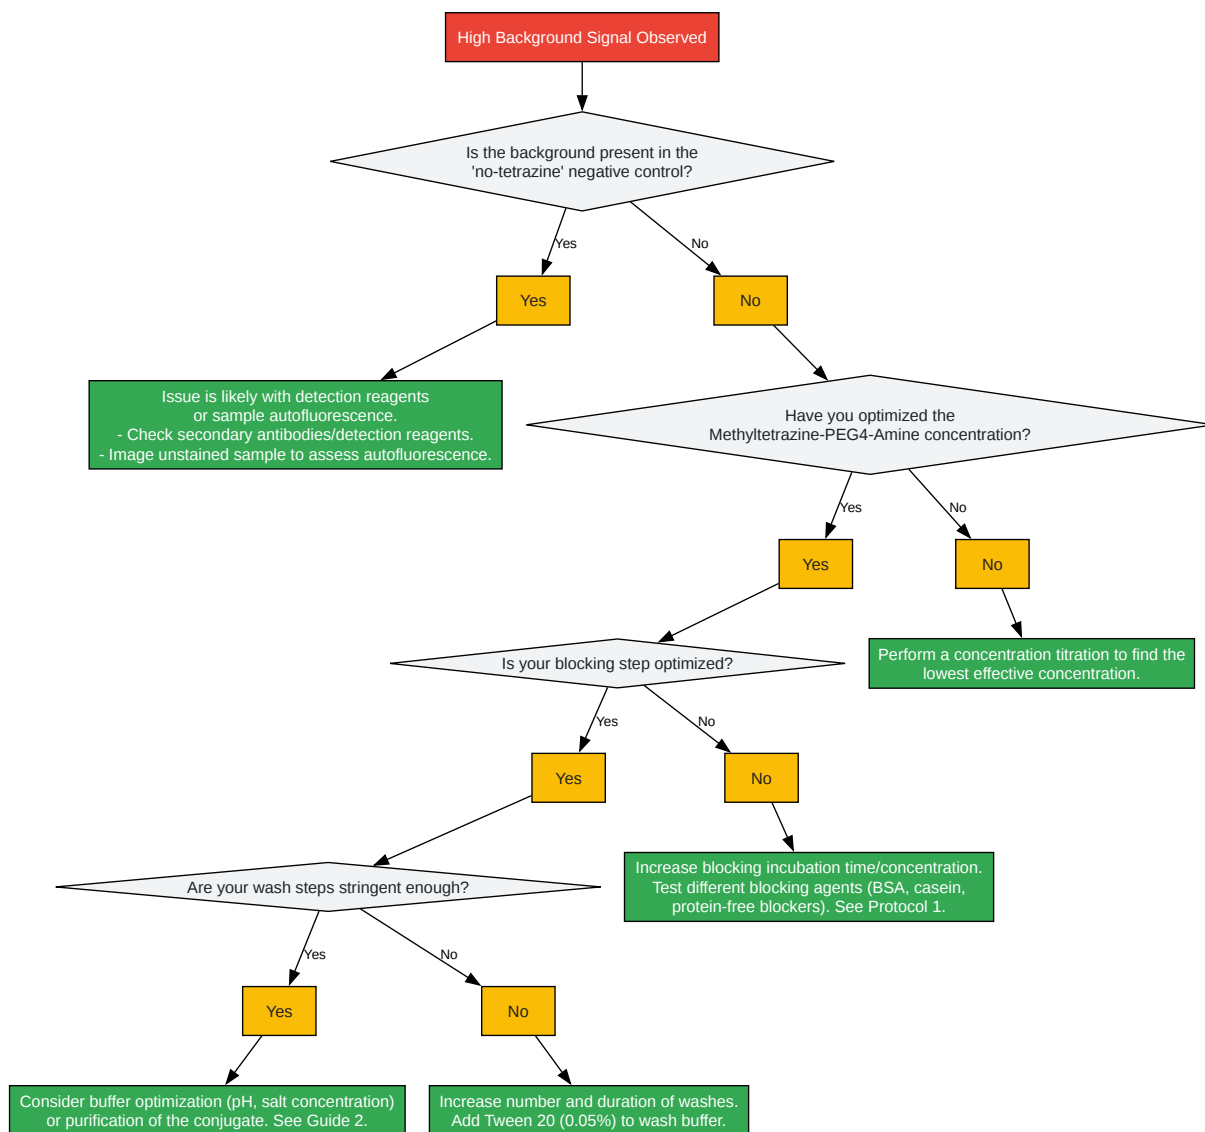 High Background Signal Observed
Is the background present in the
'no-tetrazine' negative control?
Yes
No
Yes
No
Issue is likely with detection reagents
or sample autofluorescence.
- Check secondary antibodies/detection reagents.
- Image unstained sample to assess autofluorescence.
Have you optimized the
Methyltetrazine-PEG4-Amine concentration?
Yes
No
Yes
No
Is your blocking step optimized?
Perform a concentration titration to find the
lowest effective concentration.
Yes
No
Yes
No
Are your wash steps stringent enough?
Increase blocking incubation time/concentration.
Test different blocking agents (BSA, casein,
protein-free blockers). See Protocol 1.
Yes
No
Yes
No
Consider buffer optimization (pH, salt concentration)
or purification of the conjugate. See Guide 2.
Increase number and duration of washes.
Add Tween 20 (0.05%) to wash buffer.